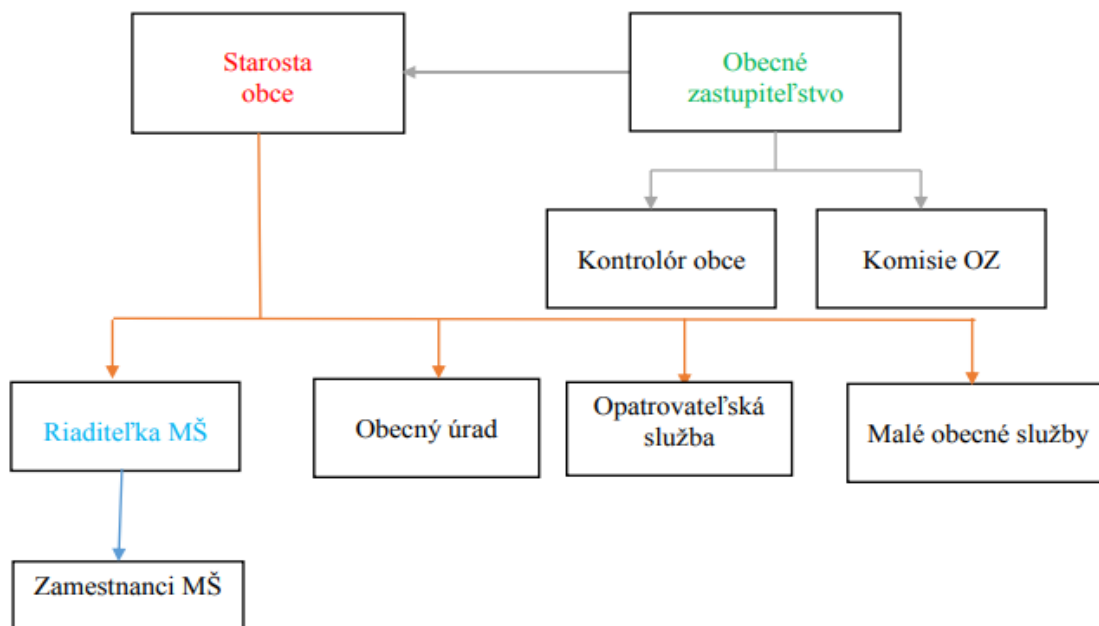 Starosta
obce
Obecné
zastupiteľstvo
Kontrolór obce
Komisie OZ
Riaditeľka MŠ
Obecný úrad
Opatrovateľská
služba
Malé obecné služby
Zamestnanci MŠ